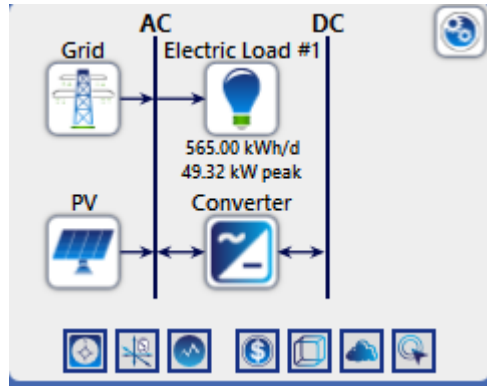 AC
DC
Grid
Electric Load #1
565.00 kWh/d
49.32 kW peak
PV
Converter